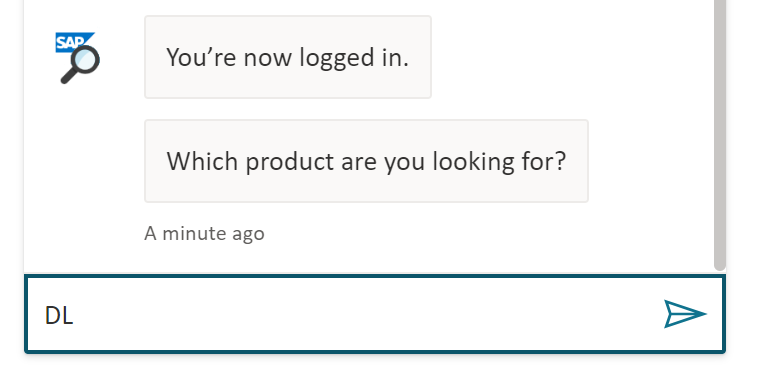 SAP
You’re now logged in.
Which product are you looking for?
A minute ago
DL